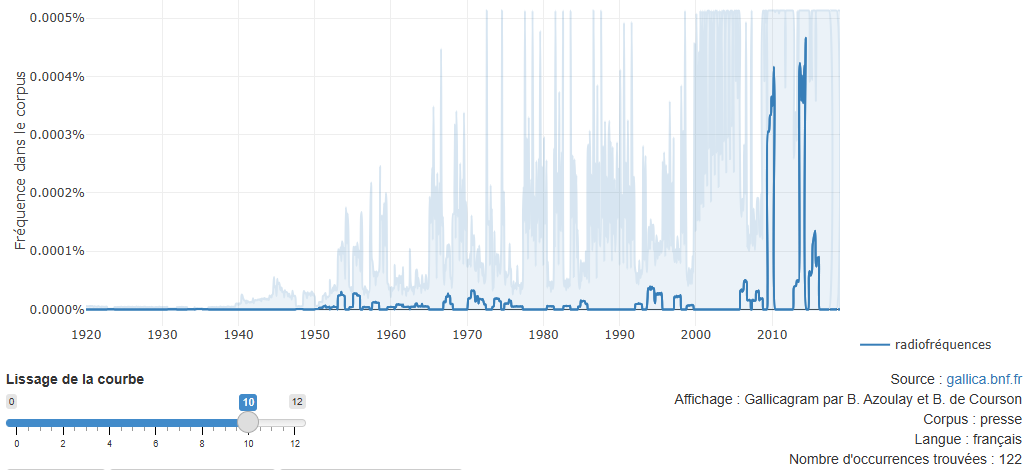 0.0005%
0.0004%
0.0003%
0.0002%
0.0001%
0.0000%
Fréquence dans le corpus
1920 1930 1940 1950 1960 1970 1980 1990 2000 2010
radiofréquences
Lissage de la courbe
0 10 12
0 2 4 6 8 10 12
Source : gallica.bnf.fr
Affichage : Gallicagram par B. Azoulay et B. de Courson
Corpus : presse
Langue : français
Nombre d'occurrences trouvées : 122